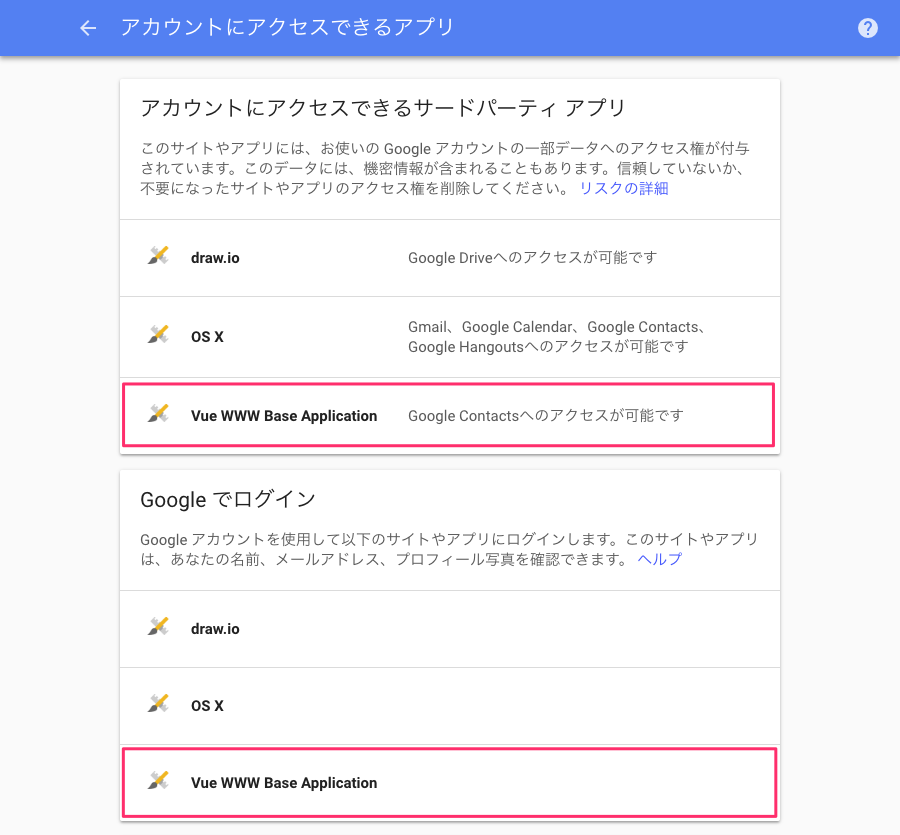 アカウントにアクセスできるアプリ
アカウントにアクセスできるサードパーティ アプリ
このサイトやアプリには、お使いの Google アカウントの一部データへのアクセス権が付与
されています。このデータには、機密情報が含まれることもあります。信頼していないか、
不要になったサイトやアプリのアクセス権を削除してください。 リスクの詳細
draw.io Google Driveへのアクセスが可能です
OS X Gmail、Google Calendar、Google Contacts、
Google Hangoutsへのアクセスが可能です
Vue WWW Base Application Google Contactsへのアクセスが可能です
Google でログイン
Google アカウントを使用して以下のサイトやアプリにログインします。このサイトやアプリ
は、あなたの名前、メールアドレス、プロフィール写真を確認できます。 ヘルプ
draw.io
OS X
Vue WWW Base Application